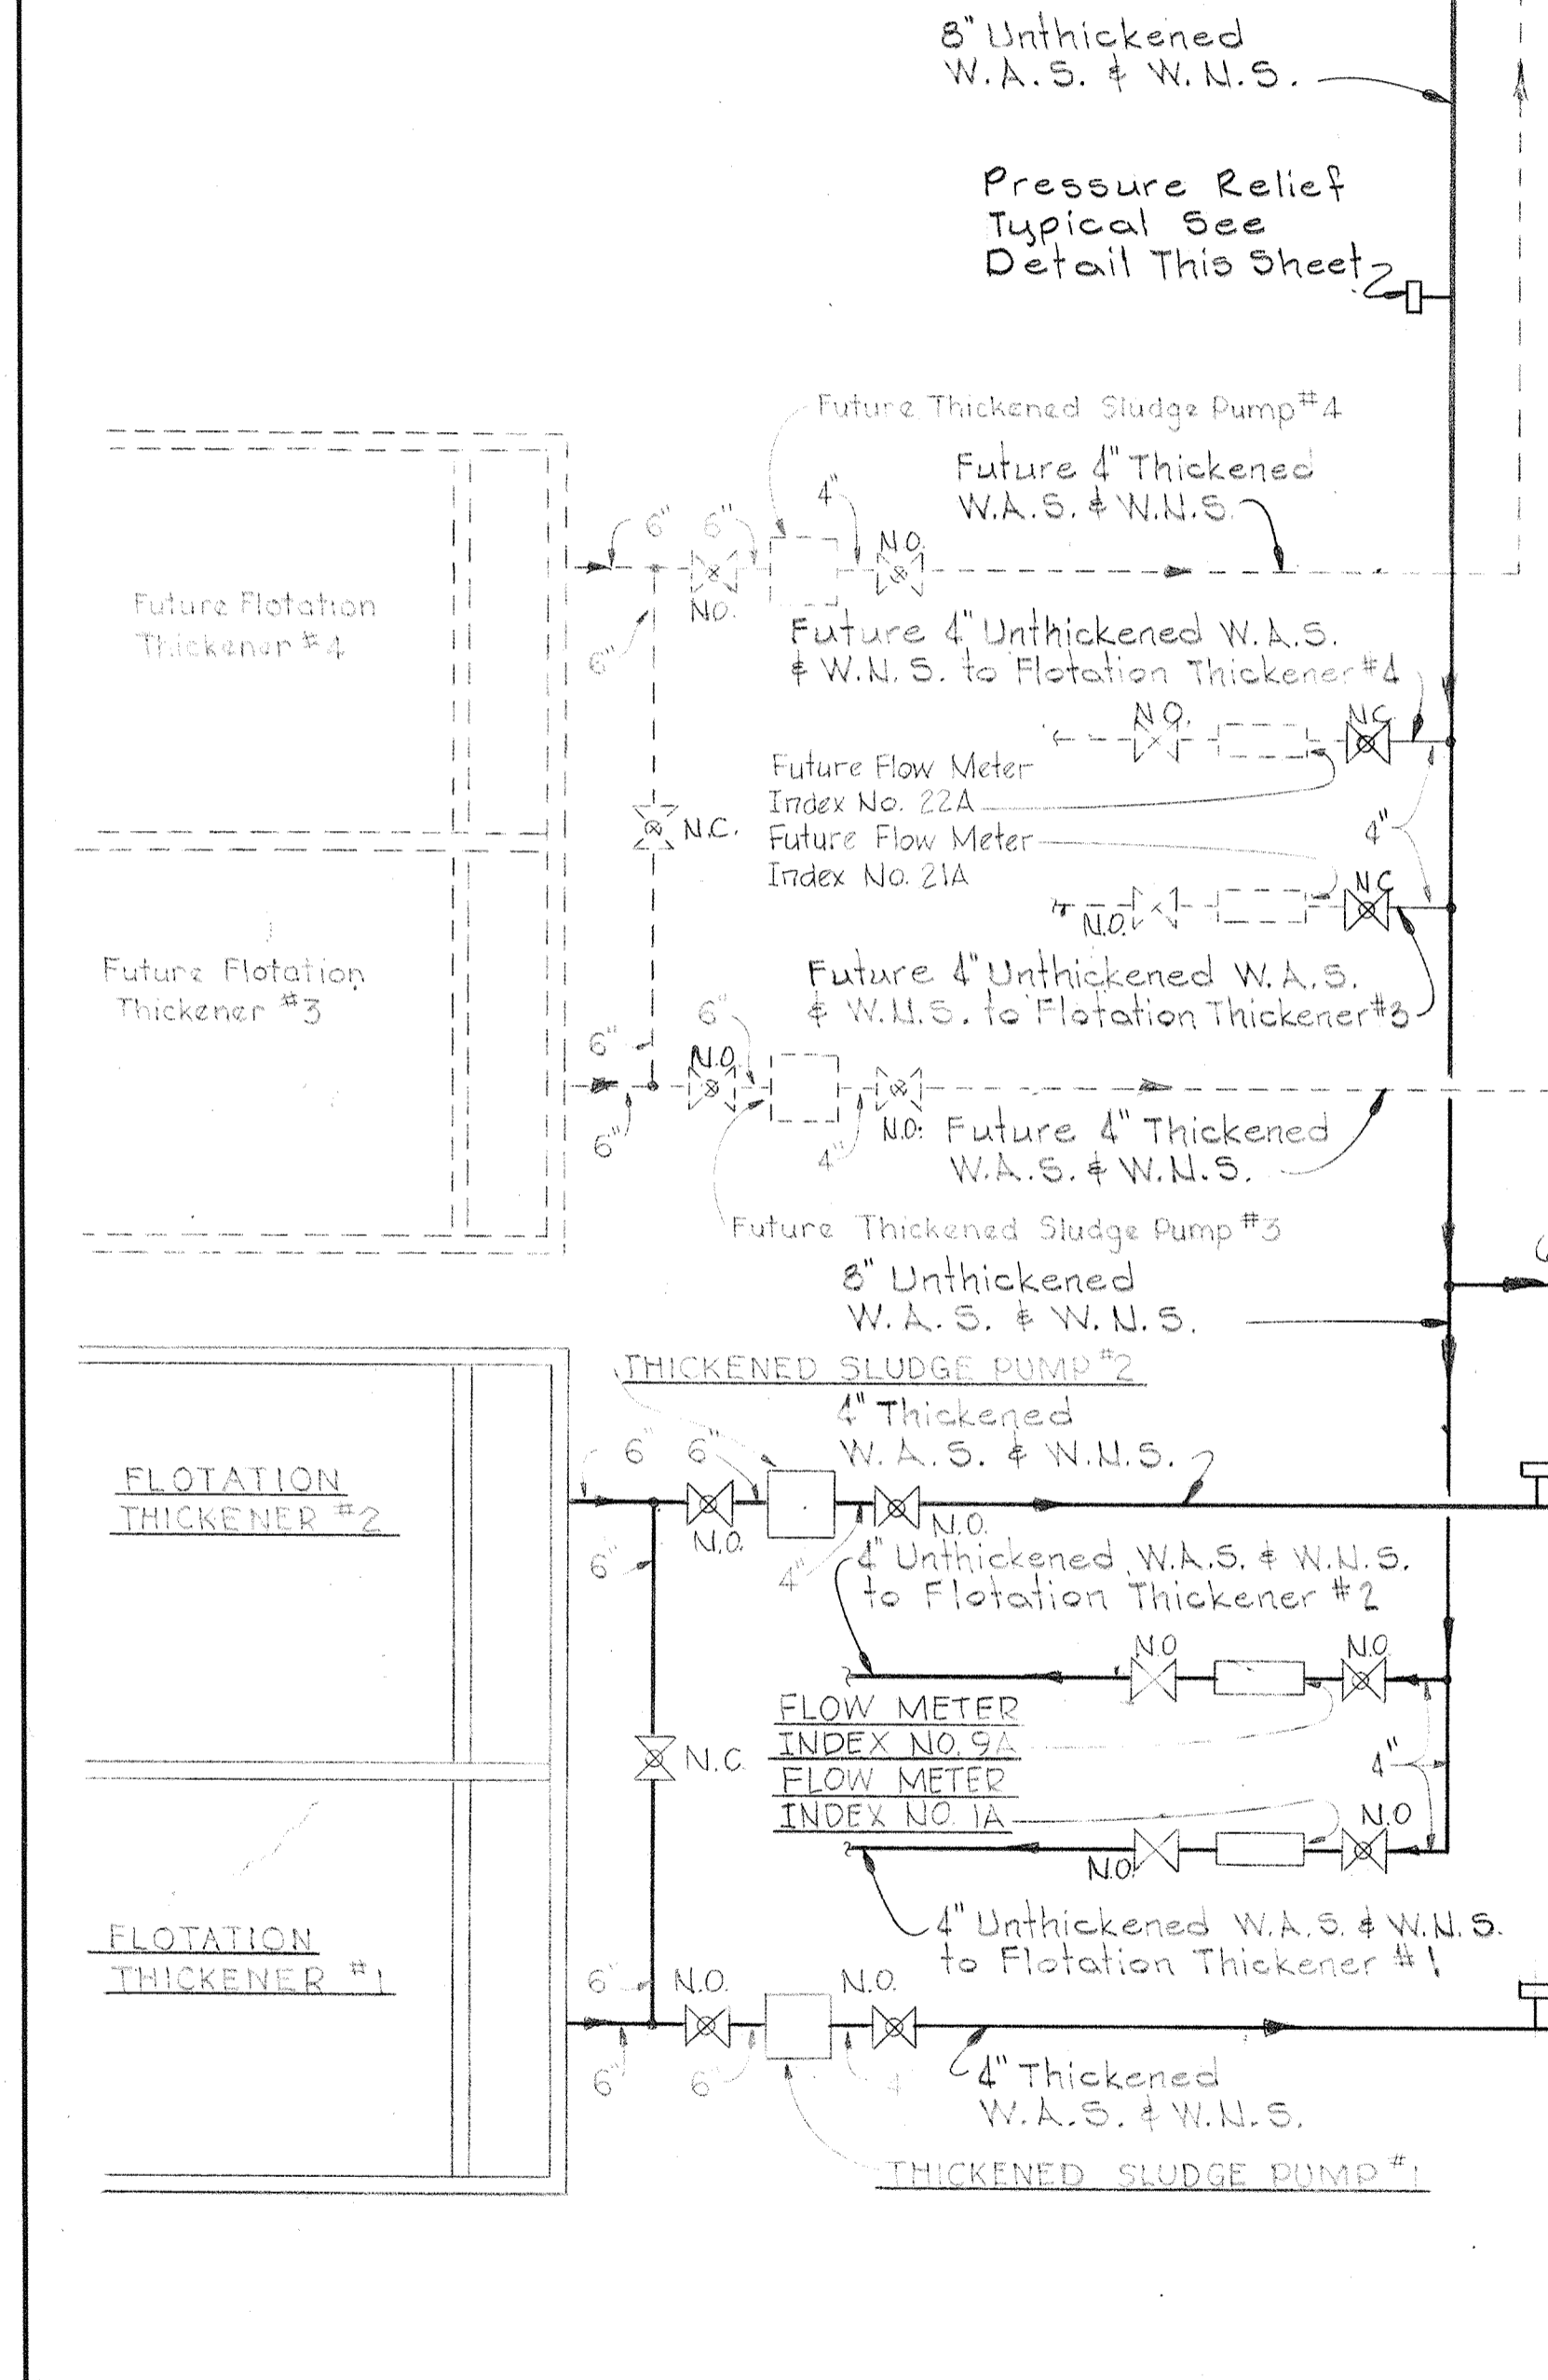 8" Unthickened
W.A.S. & W.N.S.
Pressure Relief
Typical See
Detail This Sheet
Future Thickened Sludge Pump #4
Future 4" Thickened
W.A.S. & W.N.S.
4"
6" 6"
N.O.
N.O.
6"
Future Flotation
Thickener #4
Future 4" Unthickened W.A.S.
& W.N.S. to Flotation Thickener #4
N.O.
N.C.
Future Flow Meter
Index No. 22A
N.C.
Future Flow Meter
Index No. 21A
4"
N.C.
N.O.
Future Flotation
Thickener #3
Future 4" Unthickened W.A.S.
& W.N.S. to Flotation Thickener #3
6"
6"
N.O.
6"
4"
N.O.
Future 4" Thickened
W.A.S. & W.N.S.
Future Thickened Sludge Pump #3
8" Unthickened
W.A.S. & W.N.S.
THICKENED SLUDGE PUMP #2
4" Thickened
W.A.S. & W.N.S.
6" 6"
FLOTATION
THICKENER #2
N.O.
N.O.
6"
4"
4" Unthickened W.A.S. & W.N.S.
to Flotation Thickener #2
N.O
N.O
FLOW METER
INDEX NO. 9A
N.C.
4"
FLOW METER
INDEX NO. 1A
N.O
N.O.
4" Unthickened W.A.S. & W.N.S.
to Flotation Thickener #1
FLOTATION
THICKENER #1
6"
N.O.
N.O.
6"
6"
4
4" Thickened
W.A.S. & W.N.S.
THICKENED SLUDGE PUMP #1